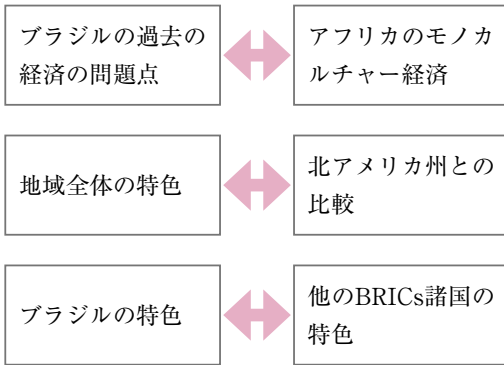 ブラジルの過去の
経済の問題点
アフリカのモノカ
ルチャー経済
地域全体の特色
北アメリカ州との
比較
ブラジルの特色
他のBRICs諸国の
特色